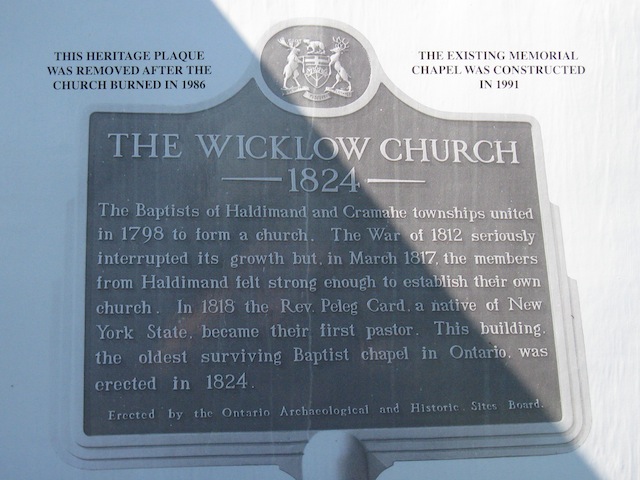 THIS HERITAGE PLAQUE
WAS REMOVED AFTER THE
CHURCH BURNED IN 1986
THE EXISTING MEMORIAL
CHAPEL WAS CONSTRUCTED
IN 1991
THE WICKLOW CHURCH
1824
The Baptists of Haldimand and Cramahe townships united
in 1798 to form a church. The War of 1812 seriously
interrupted its growth but, in March 1817, the members
from Haldimand felt strong enough to establish their own
church. In 1818 the Rev. Peleg Card, a native of New
York State, became their first pastor. This building,
the oldest surviving Baptist chapel in Ontario, was
erected in 1824.
Erected by the Ontario Archaeological and Historic Sites Board.